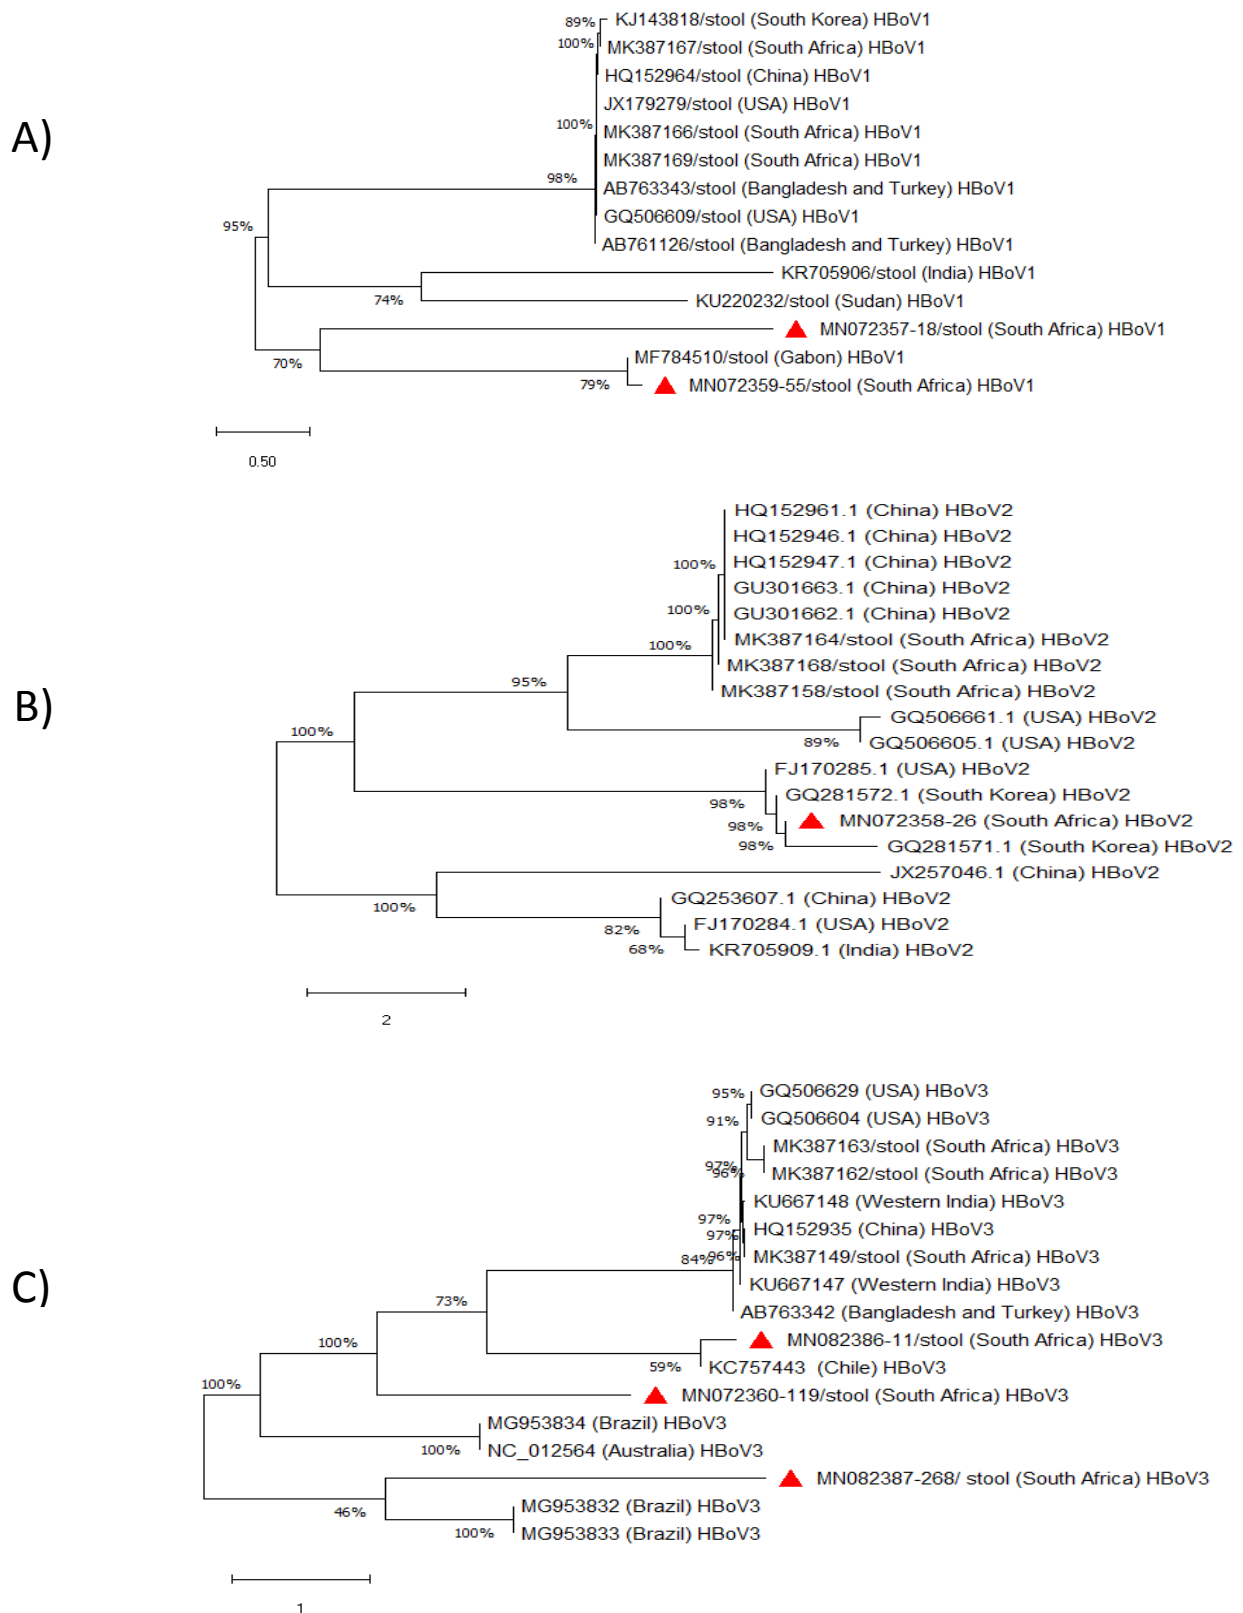 A)
89%
KJ143818/stool (South Korea) HBoV1
100%
MK387167/stool (South Africa) HBoV1
HQ152964/stool (China) HBoV1
JX179279/stool (USA) HBoV1
100%
MK387166/stool (South Africa) HBoV1
MK387169/stool (South Africa) HBoV1
98%
AB763343/stool (Bangladesh and Turkey) HBoV1
GQ506609/stool (USA) HBoV1
95%
AB761126/stool (Bangladesh and Turkey) HBoV1
KR705906/stool (India) HBoV1
74%
KU220232/stool (Sudan) HBoV1
MN072357-18/stool (South Africa) HBoV1
70%
MF784510/stool (Gabon) HBoV1
79%
MN072359-55/stool (South Africa) HBoV1
0.50
B)
HQ152961.1 (China) HBoV2
HQ152946.1 (China) HBoV2
HQ152947.1 (China) HBoV2
100%
GU301663.1 (China) HBoV2
100%
GU301662.1 (China) HBoV2
100%
MK387164/stool (South Africa) HBoV2
MK387168/stool (South Africa) HBoV2
95%
MK387158/stool (South Africa) HBoV2
GQ506661.1 (USA) HBoV2
100%
89%
GQ506605.1 (USA) HBoV2
FJ170285.1 (USA) HBoV2
98%
GQ281572.1 (South Korea) HBoV2
98%
MN072358-26 (South Africa) HBoV2
98%
GQ281571.1 (South Korea) HBoV2
JX257046.1 (China) HBoV2
100%
GQ253607.1 (China) HBoV2
82%
FJ170284.1 (USA) HBoV2
68%
KR705909.1 (India) HBoV2
2
C)
95%
GQ506629 (USA) HBoV3
91%
GQ506604 (USA) HBoV3
MK387163/stool (South Africa) HBoV3
97%
96%
MK387162/stool (South Africa) HBoV3
KU667148 (Western India) HBoV3
97%
97%
HQ152935 (China) HBoV3
84%
96%
MK387149/stool (South Africa) HBoV3
KU667147 (Western India) HBoV3
73%
AB763342 (Bangladesh and Turkey) HBoV3
MN082386-11/stool (South Africa) HBoV3
100%
59%
KC757443 (Chile) HBoV3
100%
MN072360-119/stool (South Africa) HBoV3
MG953834 (Brazil) HBoV3
100%
NC_012564 (Australia) HBoV3
MN082387-268/ stool (South Africa) HBoV3
46%
MG953832 (Brazil) HBoV3
100%
MG953833 (Brazil) HBoV3
1